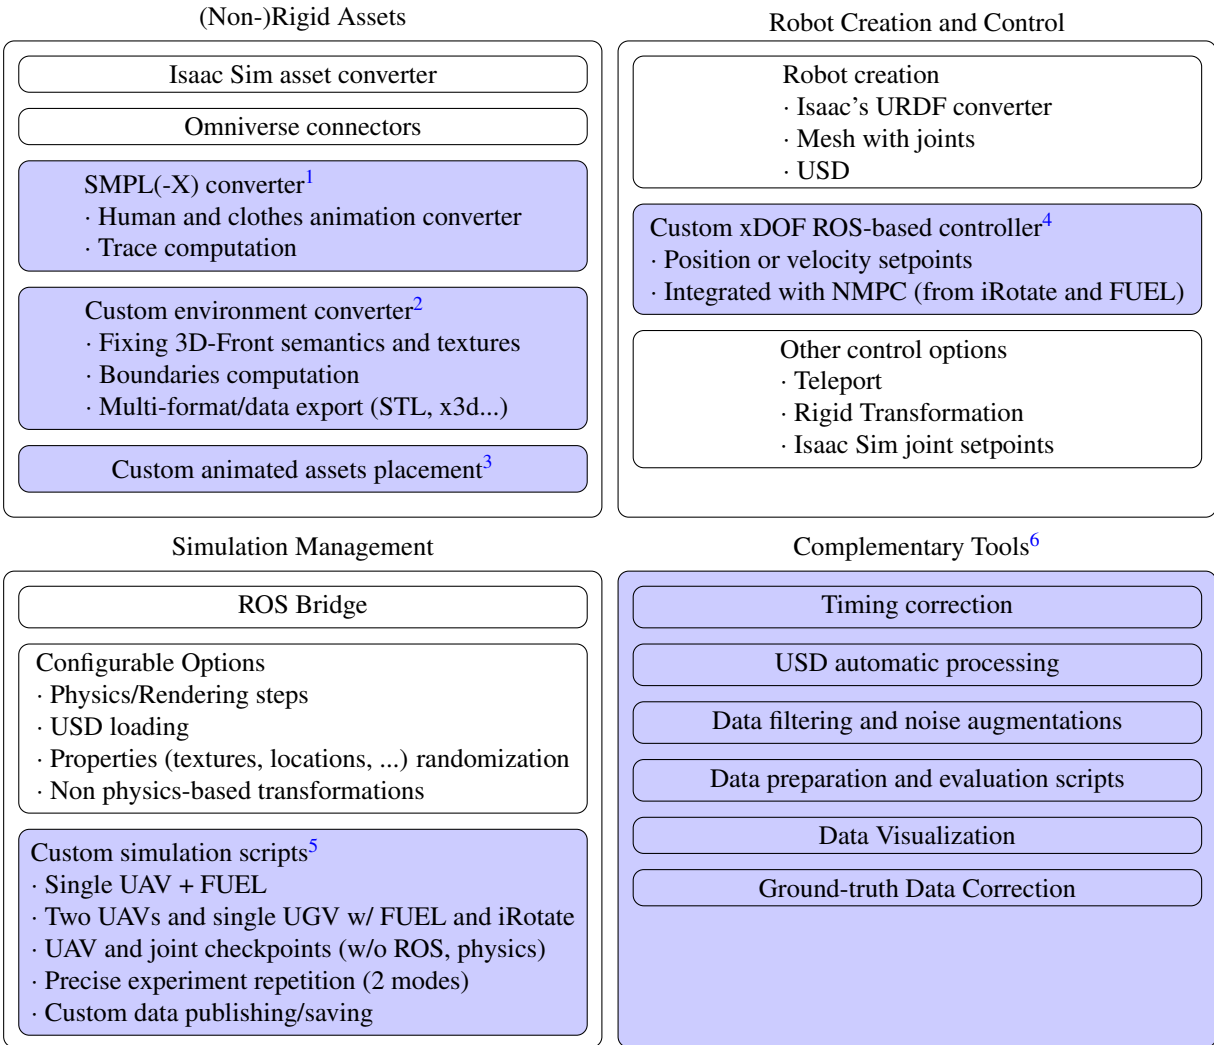 (Non-)Rigid Assets
Isaac Sim asset converter
Omniverse connectors
SMPL(-X) converter1
· Human and clothes animation converter
· Trace computation
Custom environment converter2
· Fixing 3D-Front semantics and textures
· Boundaries computation
· Multi-format/data export (STL, x3d...)
Custom animated assets placement3
Robot Creation and Control
Robot creation
· Isaac's URDF converter
· Mesh with joints
· USD
Custom xDOF ROS-based controller4
· Position or velocity setpoints
· Integrated with NMPC (from iRotate and FUEL)
Other control options
· Teleport
· Rigid Transformation
· Isaac Sim joint setpoints
Simulation Management
ROS Bridge
Configurable Options
· Physics/Rendering steps
· USD loading
· Properties (textures, locations, ...) randomization
· Non physics-based transformations
Custom simulation scripts5
· Single UAV + FUEL
· Two UAVs and single UGV w/ FUEL and iRotate
· UAV and joint checkpoints (w/o ROS, physics)
· Precise experiment repetition (2 modes)
· Custom data publishing/saving
Complementary Tools6
Timing correction
USD automatic processing
Data filtering and noise augmentations
Data preparation and evaluation scripts
Data Visualization
Ground-truth Data Correction